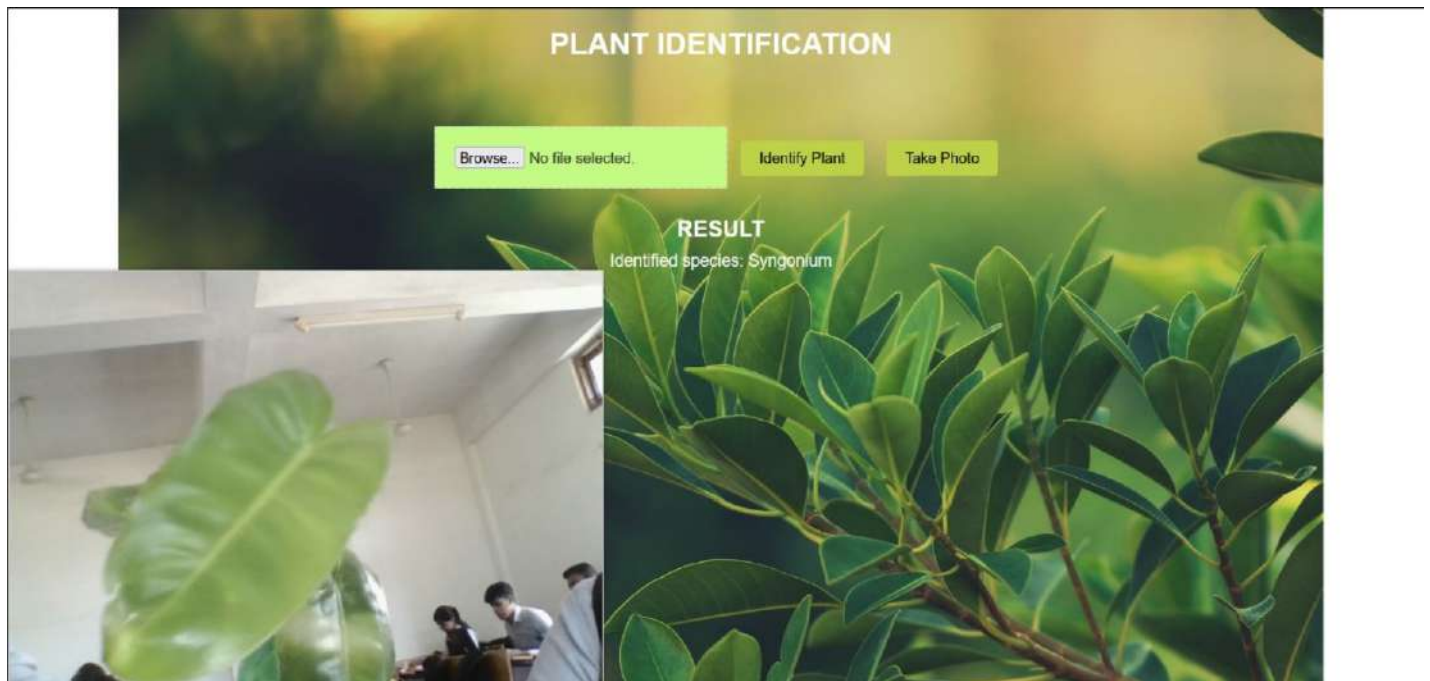 PLANT IDENTIFICATION
Browse... No file selected. Identify Plant Take Photo
RESULT
Identified species: Syngonium